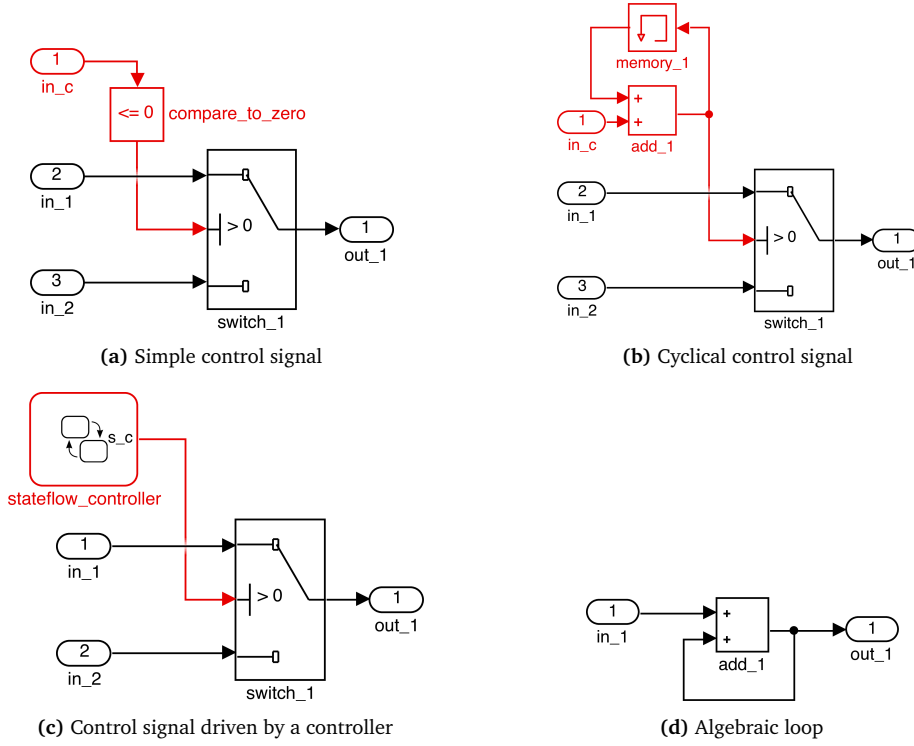 1
in_c
<= 0
compare_to_zero
2
in_1
> 0
1
out_1
3
in_2
switch_1
(a) Simple control signal
memory_1
+
+
1
in_c
add_1
2
in_1
> 0
1
out_1
3
in_2
switch_1
(b) Cyclical control signal
s_c
stateflow_controller
1
in_1
> 0
1
out_1
2
in_2
switch_1
(c) Control signal driven by a controller
1
in_1
+
+
add_1
1
out_1
(d) Algebraic loop